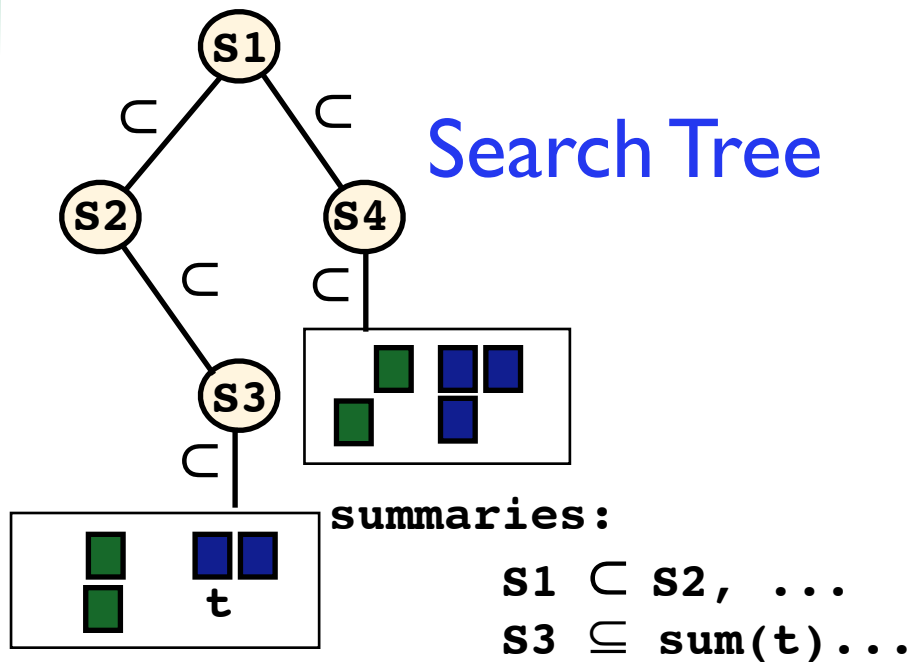 S1
⊂ ⊂
Search Tree
S2 S4
⊂ ⊂
S3
⊂
t
summaries:
S1 ⊂ S2, ...
S3 ⊆ sum(t)...